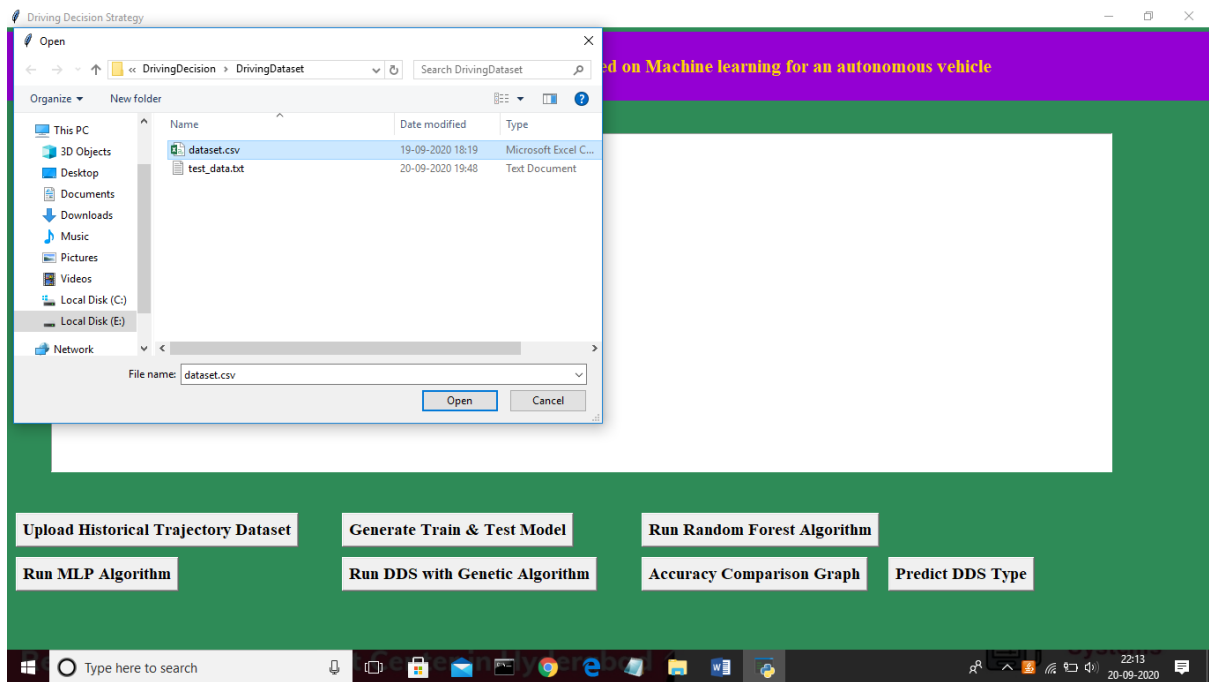 Driving Decision Strategy
Open
ed on Machine learning for an autonomous vehicle
« DrivingDecision › DrivingDataset
Search DrivingDataset
Organize
New folder
Name Date modified Type
This PC
3D Objects
Desktop
Documents
Downloads
Music
Pictures
Videos
Local Disk (C:)
Local Disk (E:)
Network
dataset.csv 19-09-2020 18:19 Microsoft Excel C...
test_data.txt 20-09-2020 19:48 Text Document
File name: dataset.csv
Open Cancel
Upload Historical Trajectory Dataset Generate Train & Test Model Run Random Forest Algorithm
Run MLP Algorithm Run DDS with Genetic Algorithm Accuracy Comparison Graph Predict DDS Type
Type here to search
22:13
20-09-2020